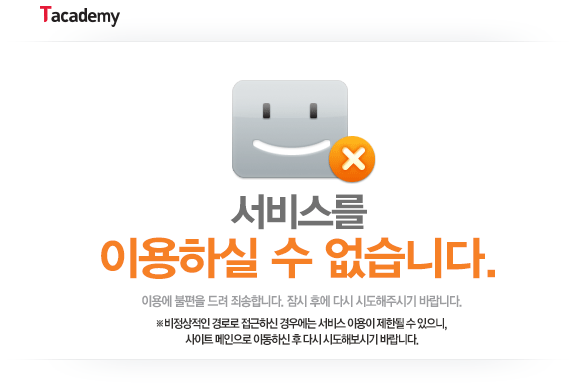 Tacademy
서비스를
이용하실 수 없습니다.
이용에 불편을 드려 죄송합니다. 잠시 후에 다시 시도해주시기 바랍니다.
※ 비정상적인 경로로 접근하신 경우에는 서비스 이용이 제한될 수 있으니,
사이트 메인으로 이동하신 후 다시 시도해보시기 바랍니다.